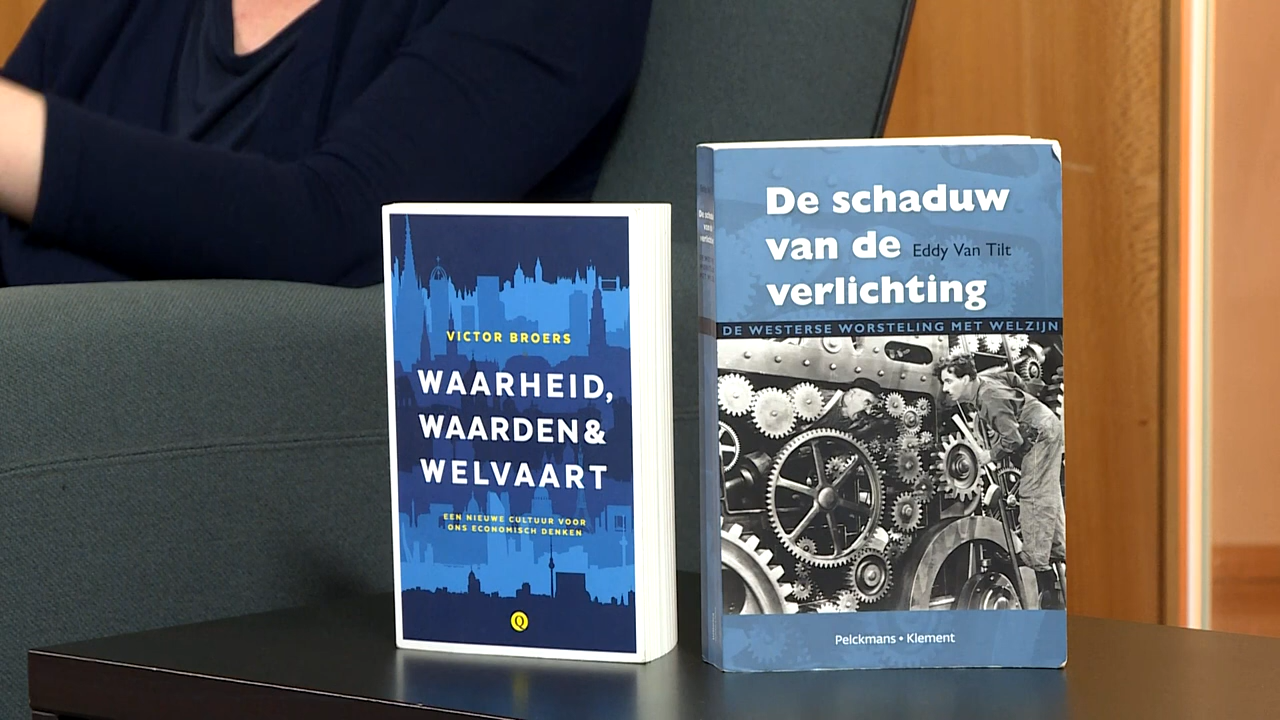 VICTOR BROERS
WAARHEID,
WAARDEN&
WELVAART
EEN NIEUWE CULTUUR VOOR
ONS ECONOMISCH DENKEN
Q
De schaduw
van de Eddy Van Tilt
verlichting
DE WESTERSE WORSTELING MET WELZIJN
Pelckmans • Klement